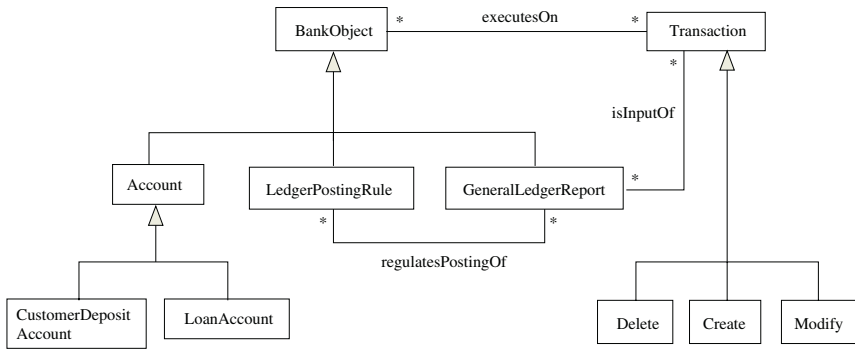 BankObject
*
executesOn
*
Transaction
*
isInputOf
Account
LedgerPostingRule
GeneralLedgerReport
*
*
*
regulatesPostingOf
CustomerDeposit
Account
LoanAccount
Delete
Create
Modify